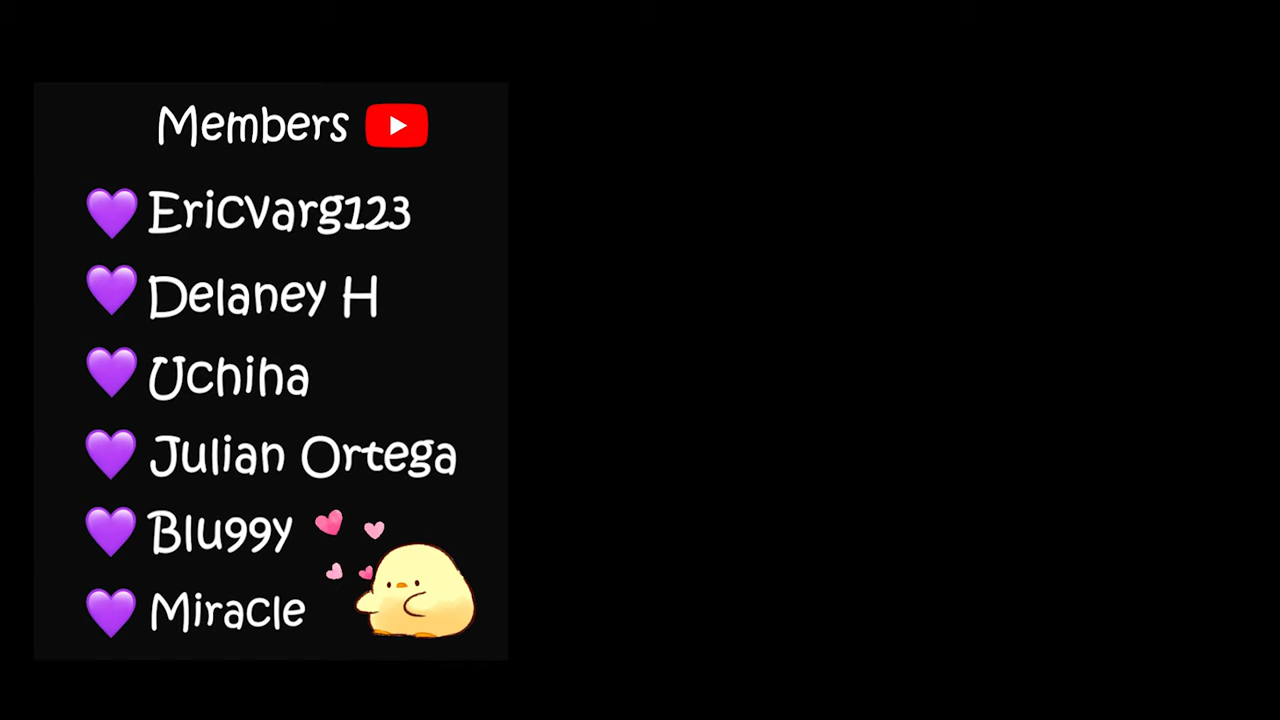 Members
Ericvarg123
Delaney H
Uchiha
Julian Ortega
Blu99y
Miracle